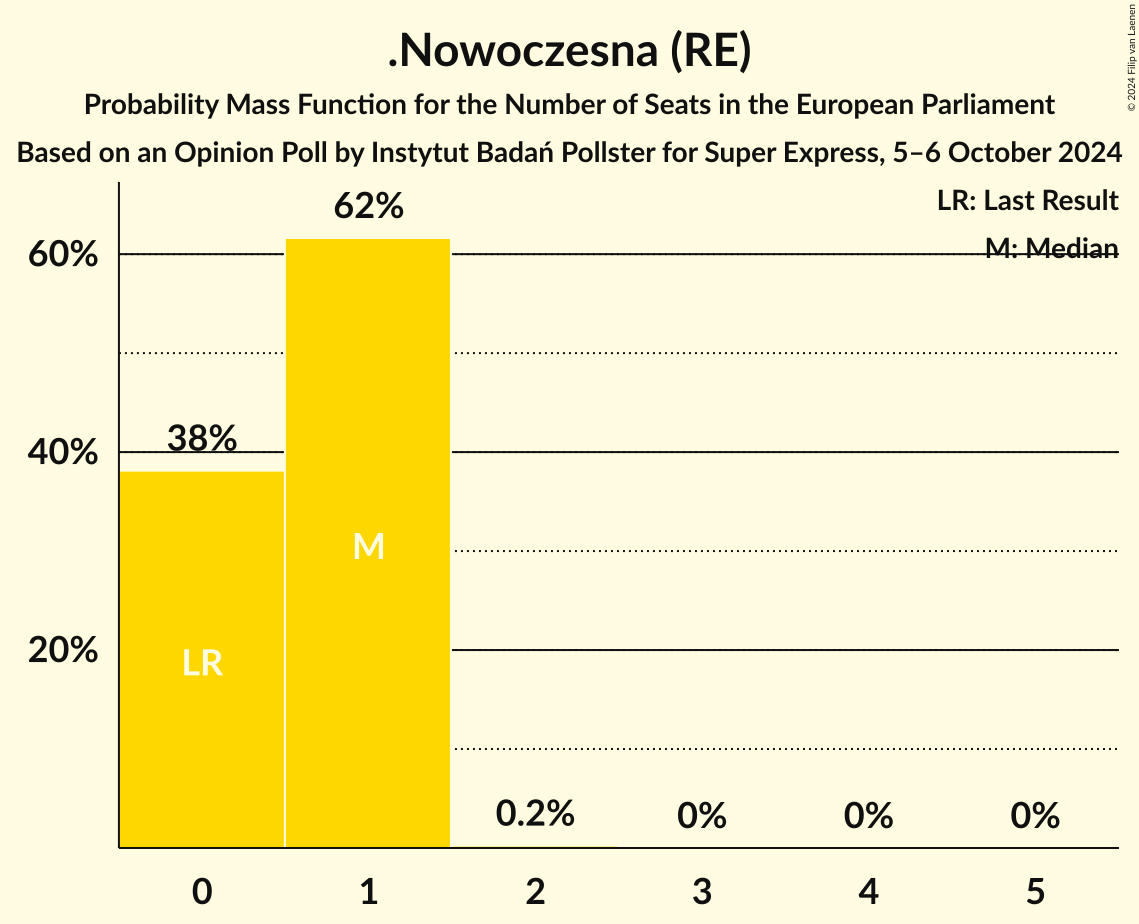 .Nowoczesna (RE)
Probability Mass Function for the Number of Seats in the European Parliament
Based on an Opinion Poll by Instytut Badań Pollster for Super Express, 5–6 October 2024
© 2024 Filip van Laenen
LR: Last Result
M: Median
60%
40%
20%
62%
38%
M
LR
0.2%
0%
0%
0%
0
1
2
3
4
5